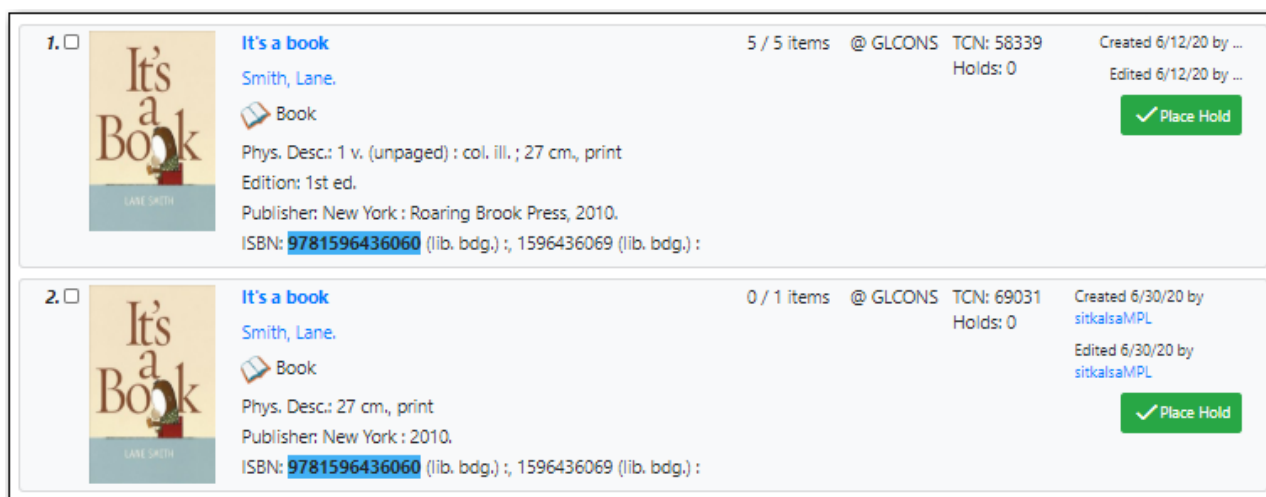 1. It's a book 5 / 5 items @ GLCONS TCN: 58339 Created 6/12/20 by ...
Holds: 0 Edited 6/12/20 by ...
Smith, Lane.
Book
Place Hold
Phys. Desc.: 1 v. (unpaged) : col. ill. ; 27 cm., print
Edition: 1st ed.
Publisher: New York : Roaring Brook Press, 2010.
ISBN: 9781596436060 (lib. bdg.) :, 1596436069 (lib. bdg.) :
It's
a
Book
LANE SMITH
2. It's a book 0 / 1 items @ GLCONS TCN: 69031 Created 6/30/20 by
sitkalsaMPL
Holds: 0
Smith, Lane.
Edited 6/30/20 by
sitkalsaMPL
Book
Place Hold
Phys. Desc.: 27 cm., print
Publisher: New York : 2010.
ISBN: 9781596436060 (lib. bdg.) :, 1596436069 (lib. bdg.) :
It's
a
Book
LANE SMITH